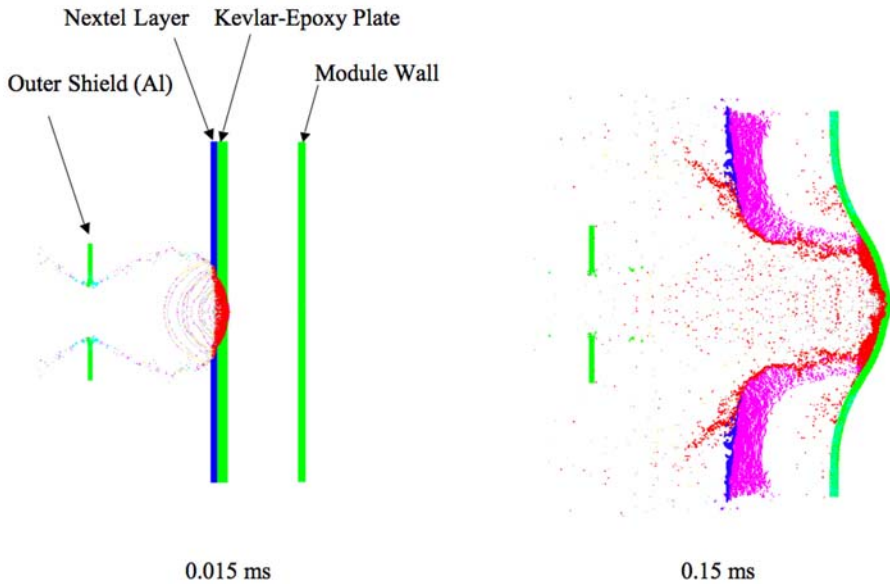 Nextel Layer
Kevlar-Epoxy Plate
Outer Shield (Al)
Module Wall
0.015 ms
0.15 ms